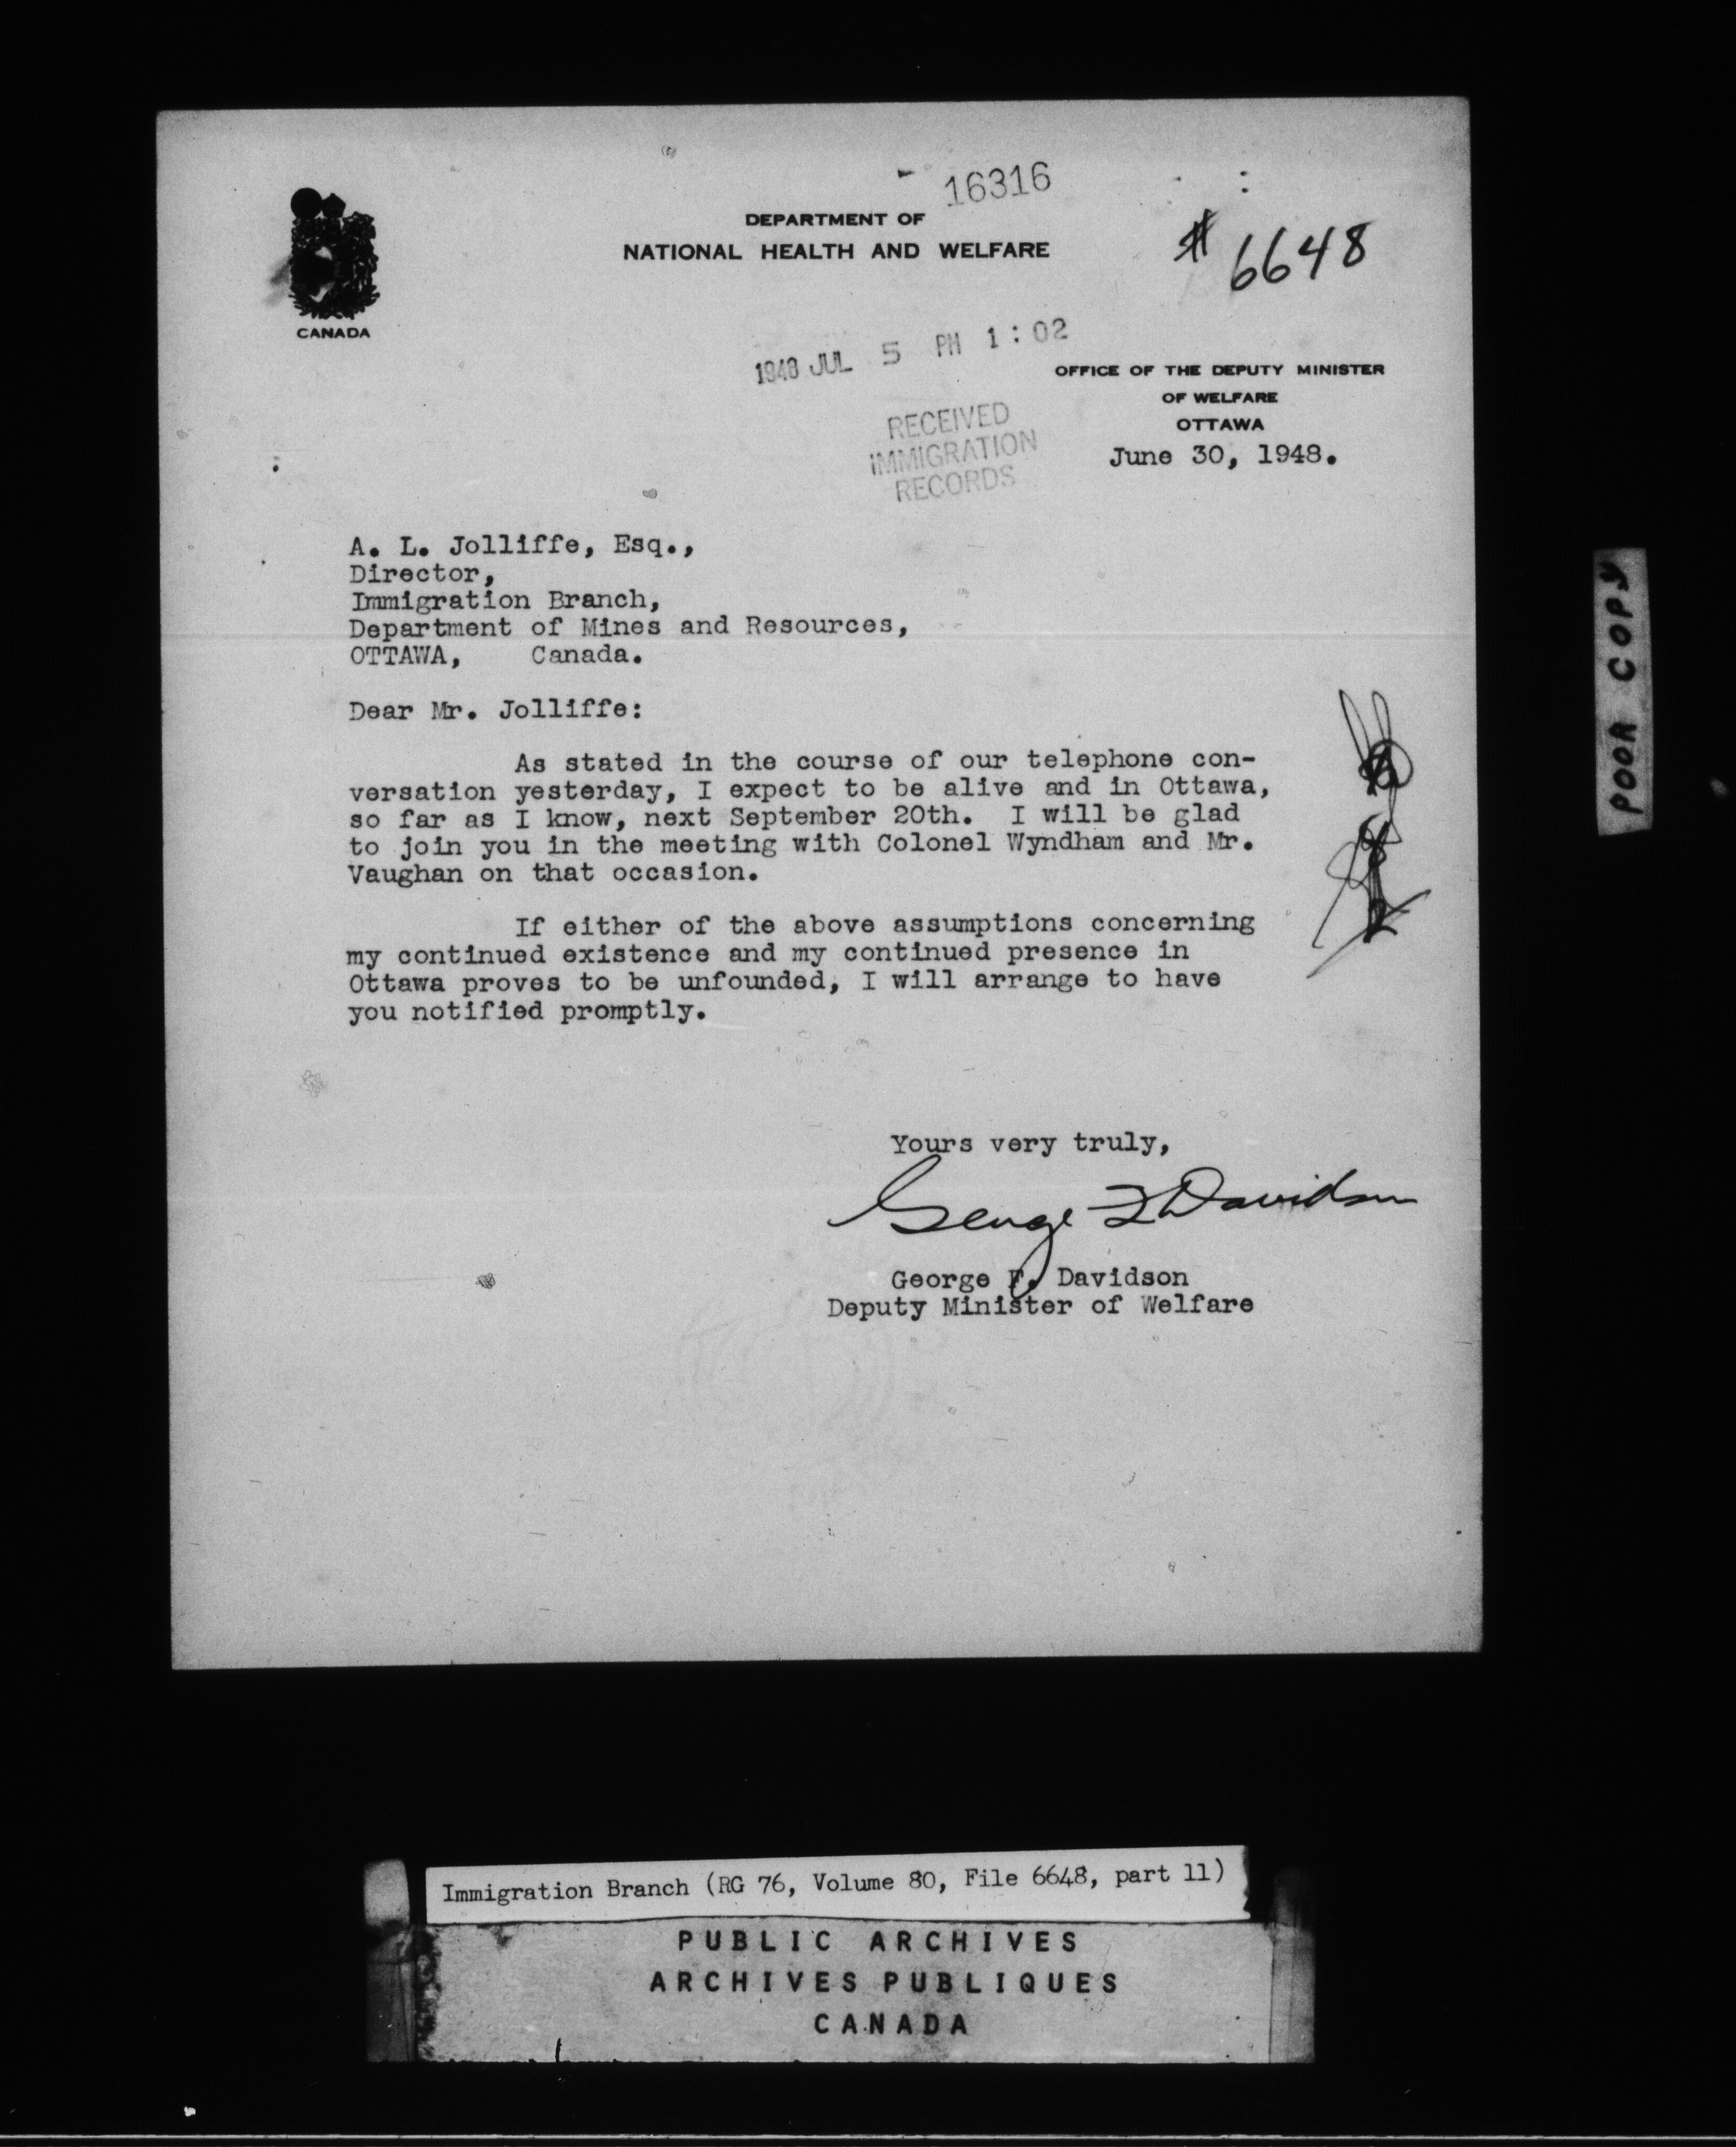 16316
DEPARTMENT OF
NATIONAL HEALTH AND WELFARE
# 6648
CANADA
1948 JUL 5 PM 1:02
OFFICE OF THE DEPUTY MINISTER
OF WELFARE
OTTAWA
RECEIVED
IMMIGRATION
RECORDS
June 30, 1948.
A. L. Jolliffe, Esq.,
Director,
Immigration Branch,
Department of Mines and Resources,
OTTAWA, Canada.
Dear Mr. Jolliffe:
As stated in the course of our telephone con-
versation yesterday, I expect to be alive and in Ottawa,
so far as I know, next September 20th. I will be glad
to join you in the meeting with Colonel Wyndham and Mr.
Vaughan on that occasion.
If either of the above assumptions concerning
my continued existence and my continued presence in
Ottawa proves to be unfounded, I will arrange to have
you notified promptly.
Yours very truly,
George F Davidson
George F. Davidson
Deputy Minister of Welfare
POOR COPY
Immigration Branch (RG 76, Volume 80, File 6648, part 11)
PUBLIC ARCHIVES
ARCHIVES PUBLIQUES
CANADA